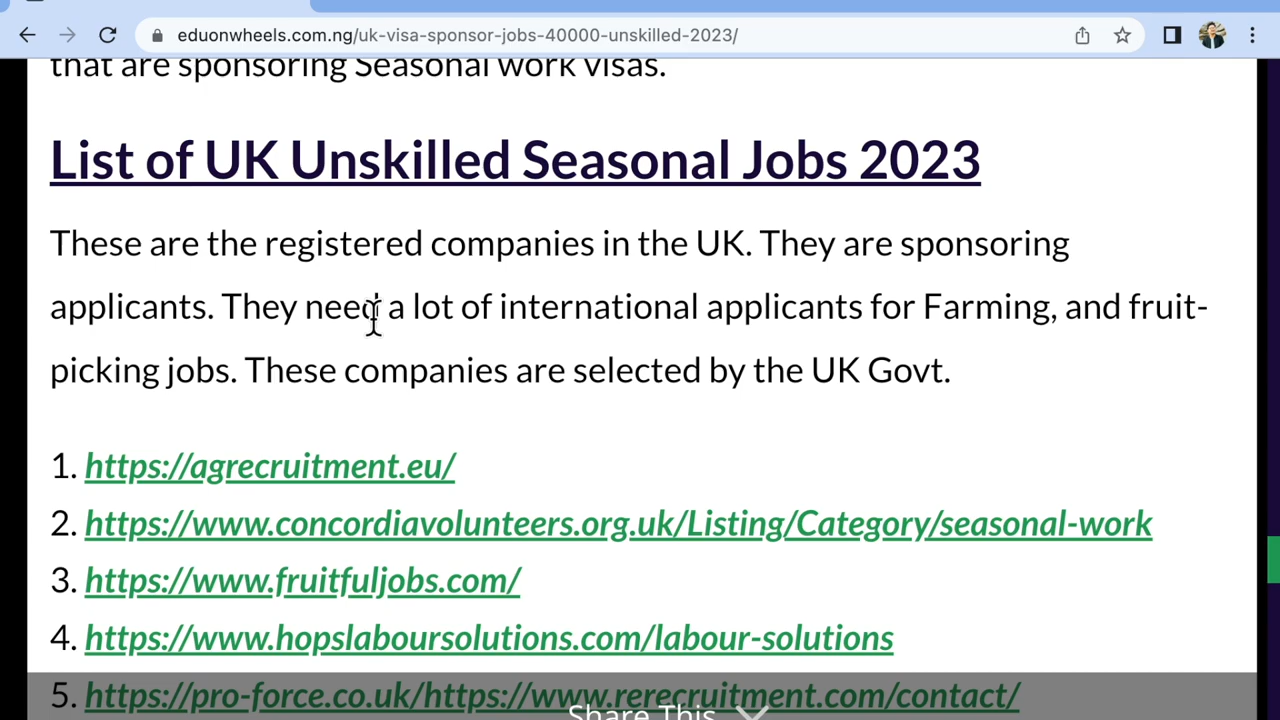 eduonwheels.com.ng/uk-visa-sponsor-jobs-40000-unskilled-2023/
that are sponsoring Seasonal work visas.
List of UK Unskilled Seasonal Jobs 2023
These are the registered companies in the UK. They are sponsoring
applicants. They need a lot of international applicants for Farming, and fruit-
picking jobs. These companies are selected by the UK Govt.
1. https://agrecruitment.eu/
2. https://www.concordiavolunteers.org.uk/Listing/Category/seasonal-work
3. https://www.fruitfuljobs.com/
4. https://www.hopslaboursolutions.com/labour-solutions
5. https://pro-force.co.uk/https://www.rerecruitment.com/contact/
Share This